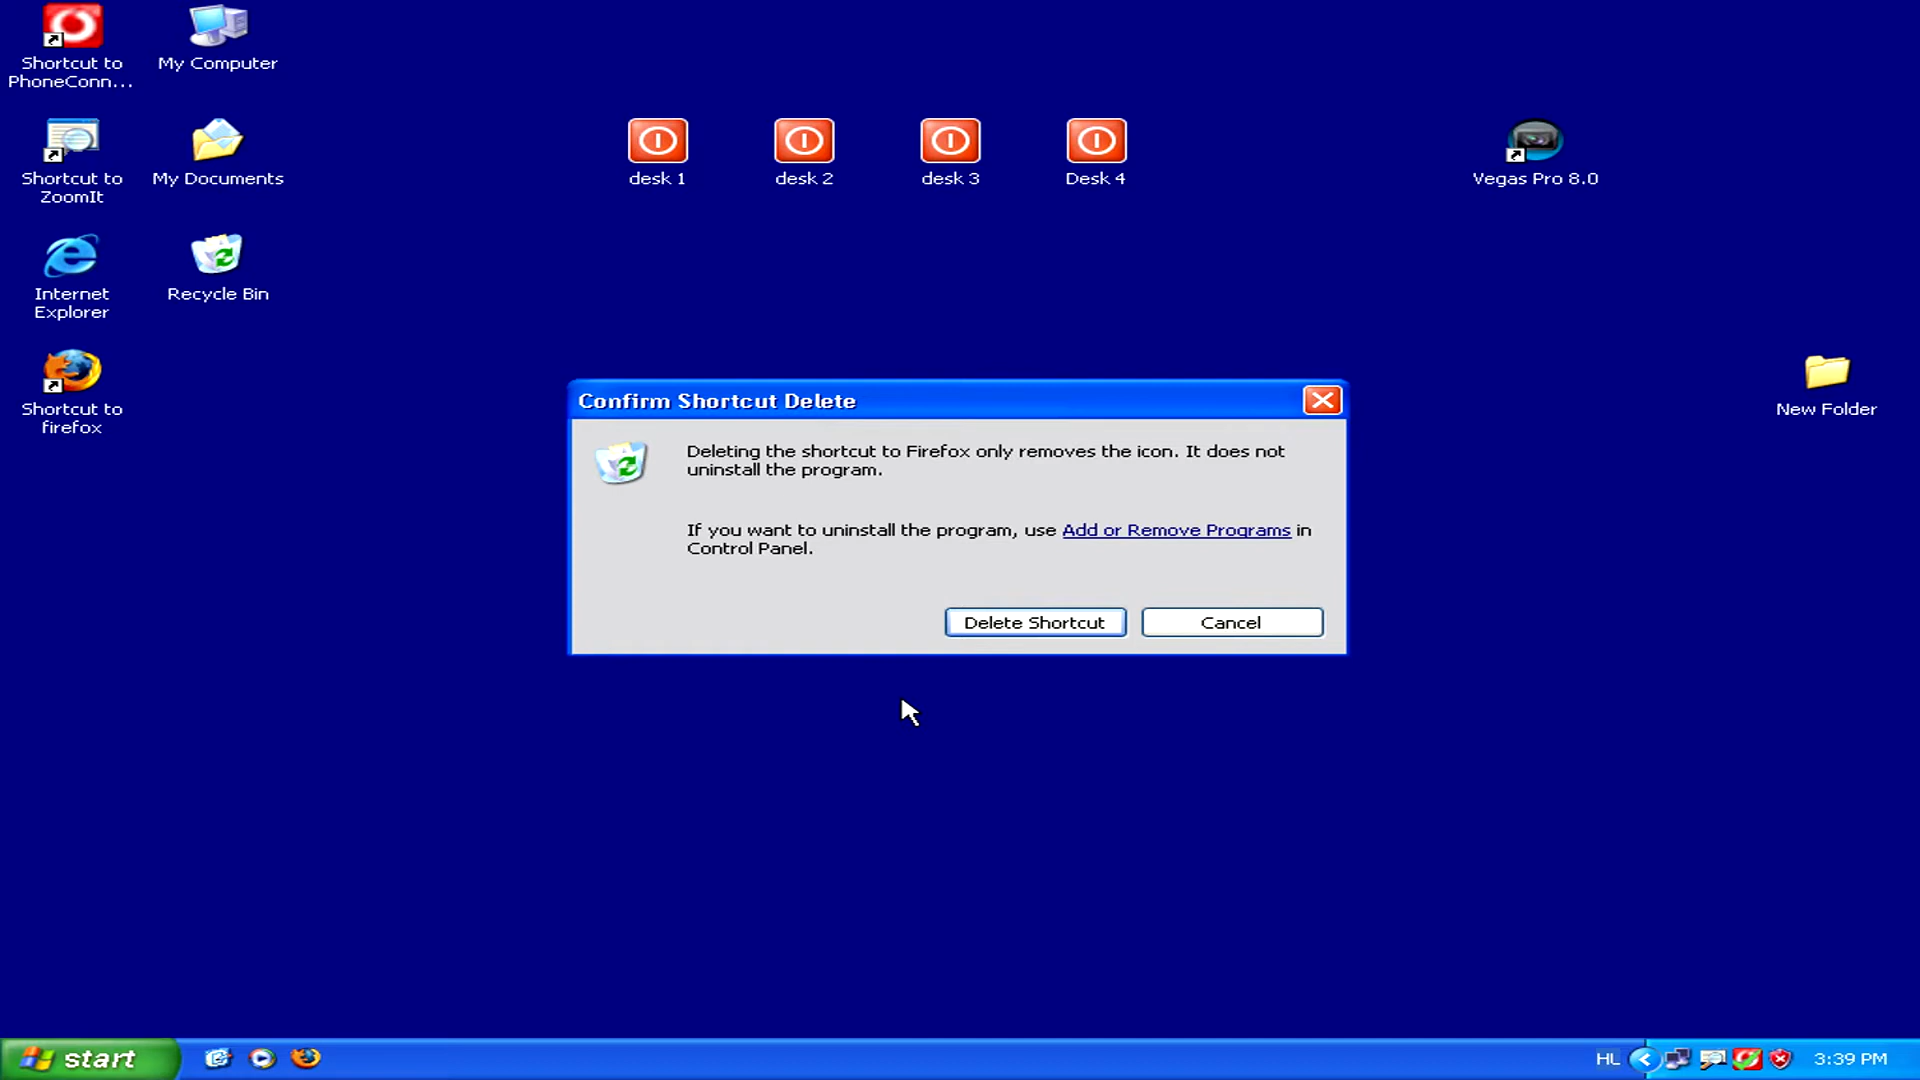 Shortcut to
PhoneConn...
My Computer
Shortcut to
ZoomIt
My Documents
desk 1
desk 2
desk 3
Desk 4
Vegas Pro 8.0
Internet
Explorer
Recycle Bin
Shortcut to
firefox
New Folder
Confirm Shortcut Delete
Deleting the shortcut to Firefox only removes the icon. It does not
uninstall the program.
If you want to uninstall the program, use Add or Remove Programs in
Control Panel.
Delete Shortcut
Cancel
start
HL
3:39 PM